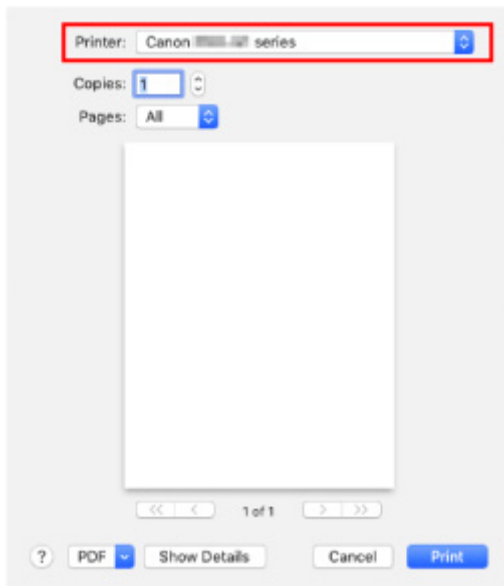 Printer: Canon series
Copies: 1
Pages: All
<< < 1 of 1 > >>
? PDF Show Details Cancel Print